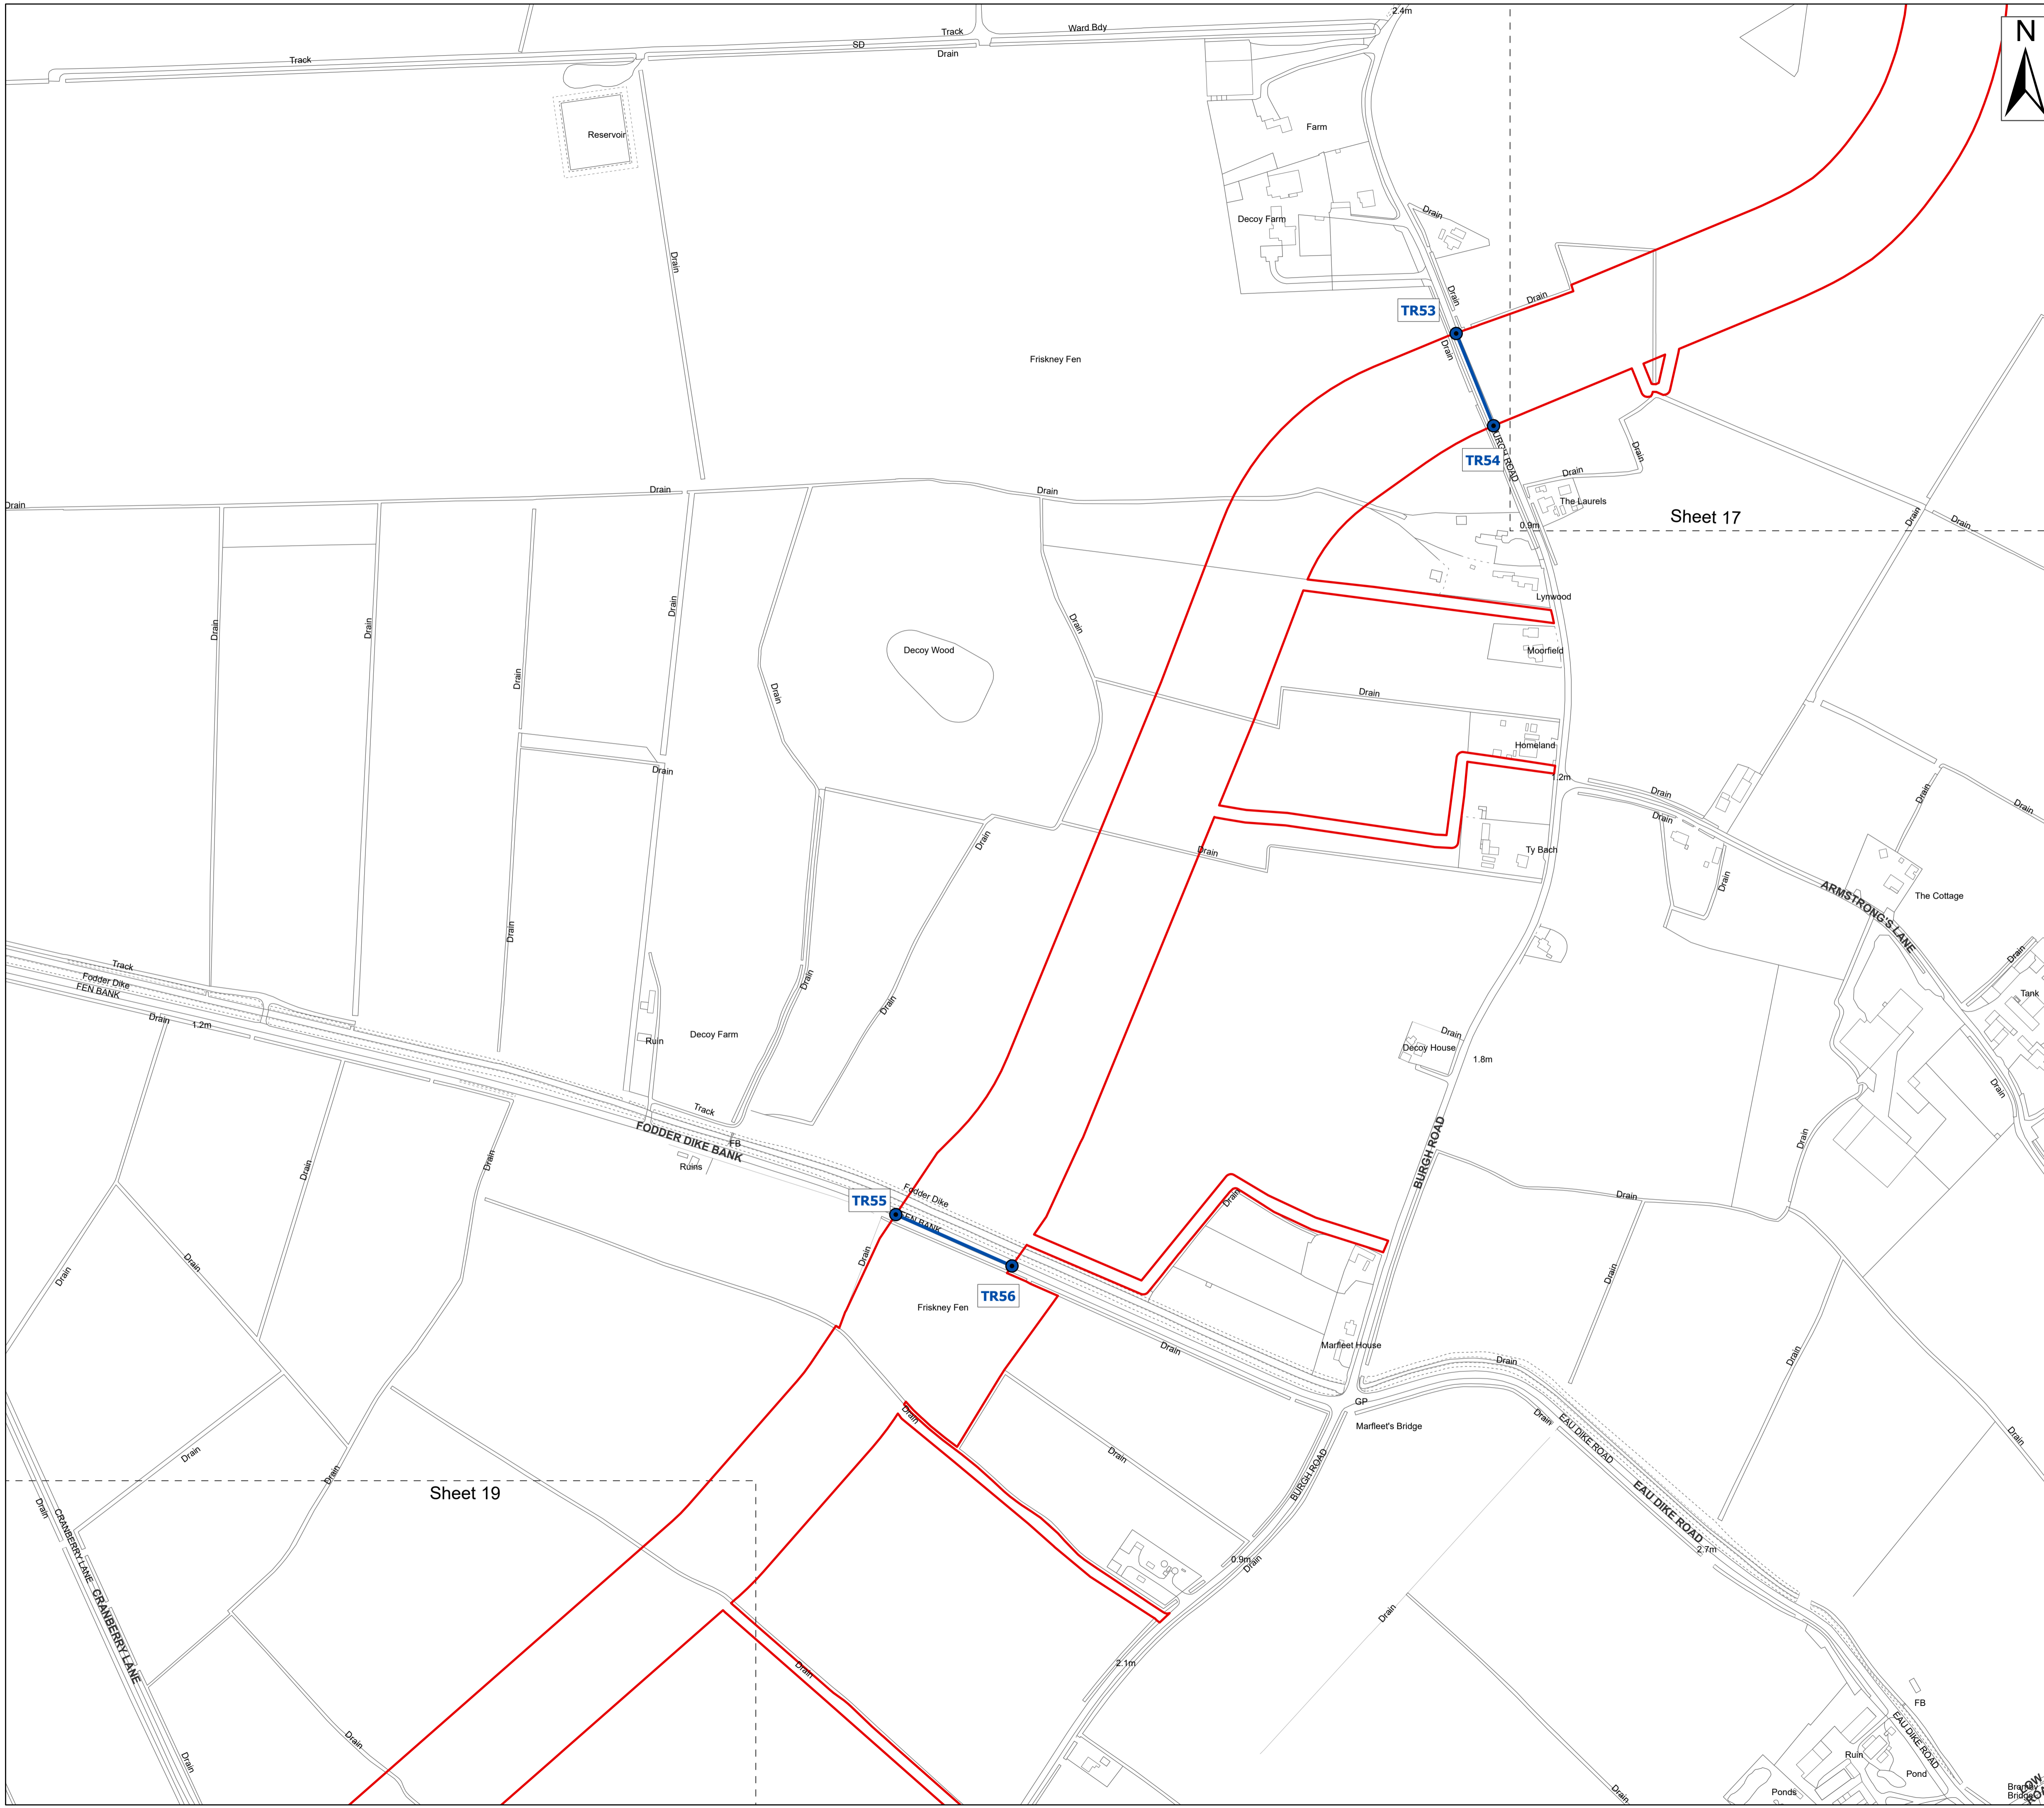 2.4m
N
Track
Ward Bdy
SD
Track
Drain
Reservoir
Farm
Decoy Farm
Drain
Drain
Drain
Drain
TR53
Drain
Friskney Fen
TR54
Drain
Drain
The Laurels
Drain
Drain
Drain
Sheet 17
0.9m
Drain
Drain
Lynwood
Drain
Drain
Drain
Drain
Decoy Wood
Moorfield
Drain
Drain
Drain
Homeland
Drain
1.2m
Drain
Drain
Drain
Drain
Drain
Drain
Ty Bach
Drain
ARMSTRONG'S LANE
The Cottage
Drain
Drain
Track
Fodder Dike
FEN BANK
Drain
1.2m
Drain
Drain
Tank
Ruin
Decoy Farm
Drain
Decoy House
1.8m
Drain
Track
FODDER DIKE BANK
FB
Ruins
BURGH ROAD
Drain
Drain
Drain
TR55
Fodder Dike
Drain
Drain
Drain
Drain
Drain
Drain
TR56
Friskney Fen
Drain
Marfleet House
Drain
Drain
GP
Marfleet's Bridge
Drain
Drain
EAU DIKE ROAD
Drain
Drain
Drain
Drain
BURGH ROAD
Sheet 19
Drain
CRANBERRY LANE
EAU DIKE ROAD
2.7m
0.9m
Drain
CRANBERRY LANE
Drain
2.1m
Drain
FB
EAU DIKE ROAD
Drain
Drain
Ruin
Pond
Ponds
Drain